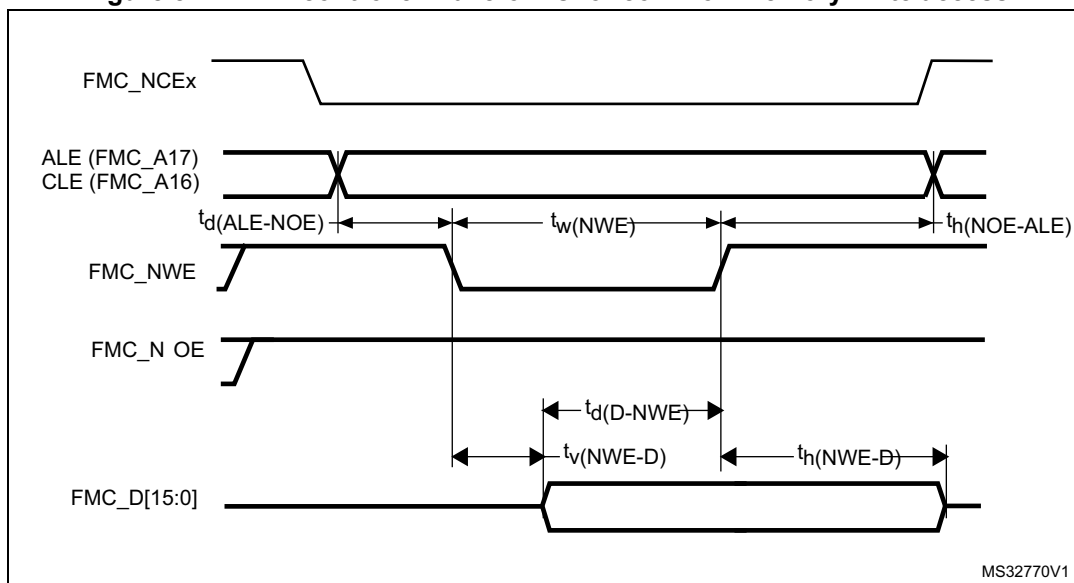 FMC_NCEx
ALE (FMC_A17)
CLE (FMC_A16)
td(ALE-NOE)
tw(NWE)
th(NOE-ALE)
FMC_NWE
FMC_N OE
td(D-NWE)
tv(NWE-D)
th(NWE-D)
FMC_D[15:0]
MS32770V1